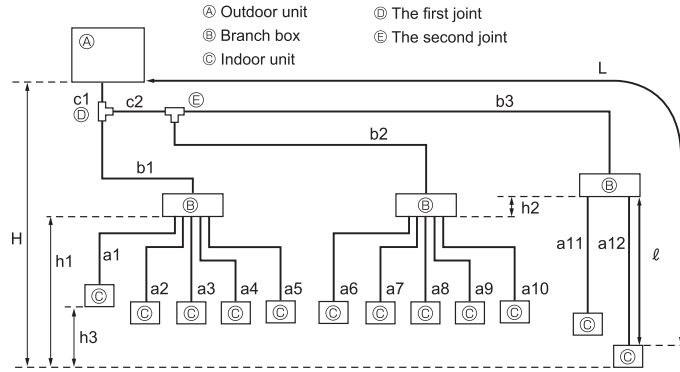 Ⓐ Outdoor unit
Ⓑ Branch box
Ⓒ Indoor unit
Ⓓ The first joint
Ⓔ The second joint
Ⓐ
L
c1
Ⓓ
c2
Ⓔ
b3
b2
b1
Ⓑ
Ⓑ
Ⓑ
h2
H
h1
a1
a2
a3
a4
a5
a6
a7
a8
a9
a10
a11
a12
ℓ
Ⓒ
Ⓒ
Ⓒ
Ⓒ
Ⓒ
Ⓒ
Ⓒ
Ⓒ
Ⓒ
Ⓒ
Ⓒ
h3
Ⓒ